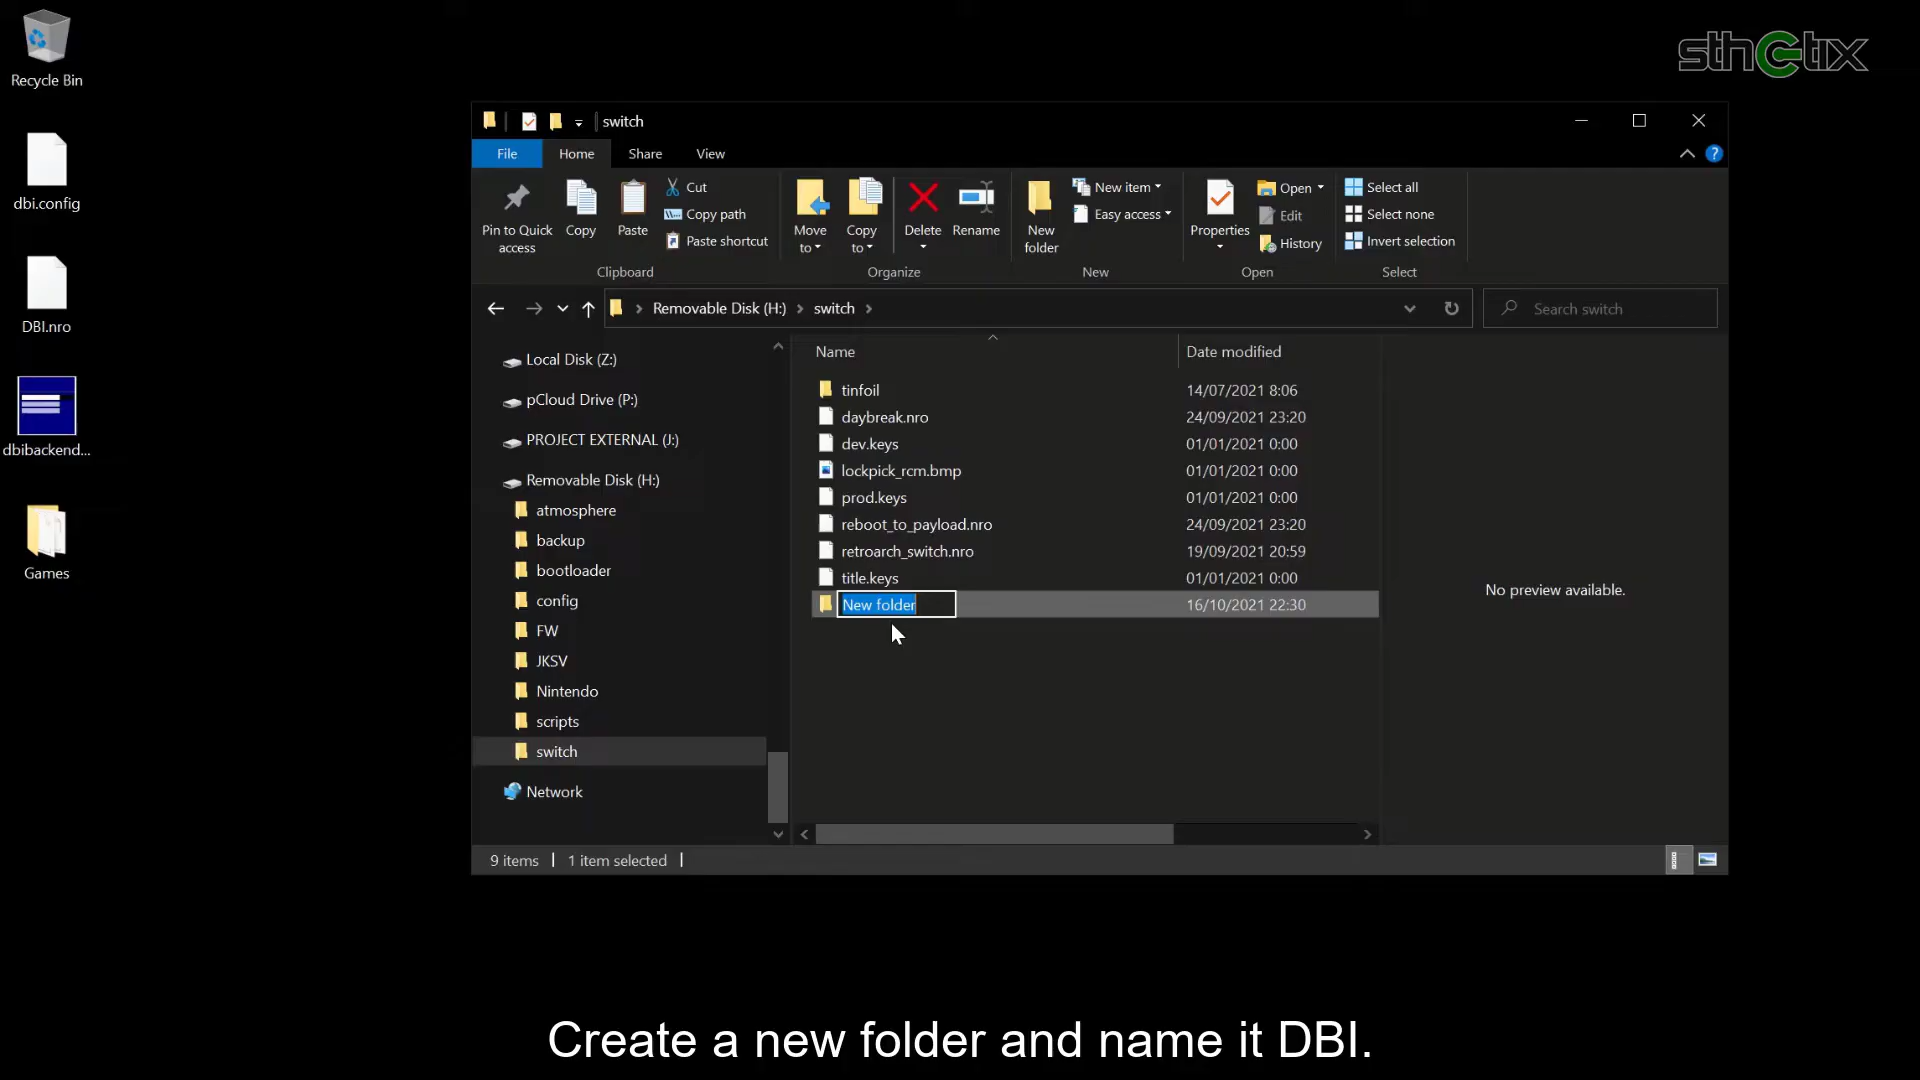 Recycle Bin
dbi.config
DBI.nro
dbibackend...
Games
sthetix
switch
File Home Share View
Pin to Quick access
Copy
Paste
Cut
Copy path
Paste shortcut
Clipboard
Move to
Copy to
Delete
Rename
Organize
New folder
New item
Easy access
New
Properties
Open
Edit
History
Open
Select all
Select none
Invert selection
Select
Removable Disk (H:) > switch >
Search switch
Local Disk (Z:)
pCloud Drive (P:)
PROJECT EXTERNAL (J:)
Removable Disk (H:)
atmosphere
backup
bootloader
config
FW
JKSV
Nintendo
scripts
switch
Network
Name Date modified
tinfoil 14/07/2021 8:06
daybreak.nro 24/09/2021 23:20
dev.keys 01/01/2021 0:00
lockpick_rcm.bmp 01/01/2021 0:00
prod.keys 01/01/2021 0:00
reboot_to_payload.nro 24/09/2021 23:20
retroarch_switch.nro 19/09/2021 20:59
title.keys 01/01/2021 0:00
New folder 16/10/2021 22:30
No preview available.
9 items 1 item selected
Create a new folder and name it DBI.